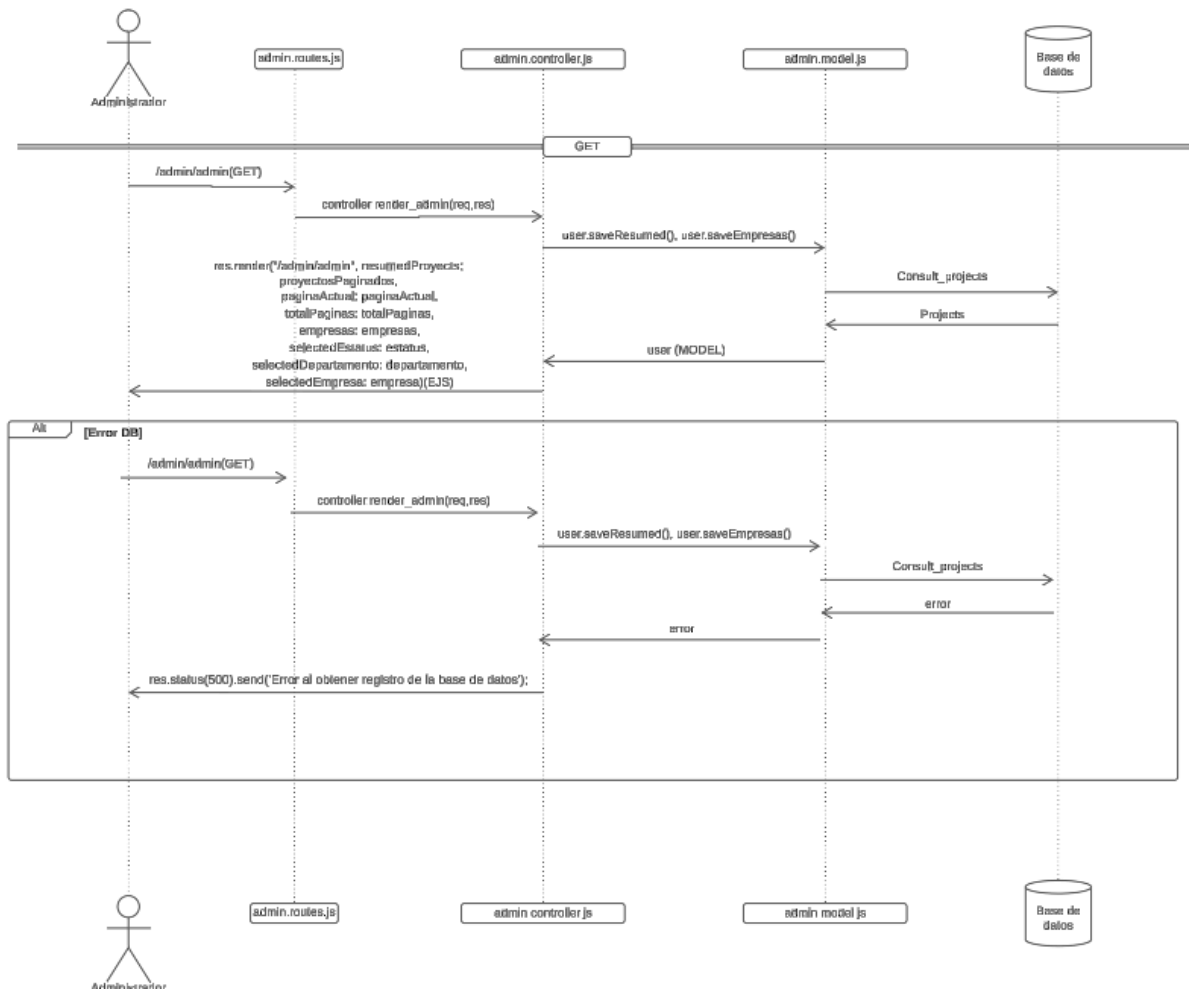 Administrador
admin.routes.js
admin.controller.js
admin.model.js
Base de
datos
GET
/admin/admin(GET)
controller render_admin(req,res)
user.saveResumed(), user.saveEmpresas()
res.render("/admin/admin", resumedProyects:
proyectosPaginados,
paginaActual: paginaActual,
totalPaginas: totalPaginas,
empresas: empresas,
selectedEstatus: estatus,
selectedDepartamento: departamento,
selectedEmpresa: empresa)(EJS)
Consult_projects
Projects
user (MODEL)
Alt
[Error DB]
/admin/admin(GET)
controller render_admin(req,res)
user.saveResumed(), user.saveEmpresas()
Consult_projects
error
error
res.status(500).send('Error al obtener registro de la base de datos');
admin.routes.js
admin controller.js
admin model.js
Base de
datos
Administrador